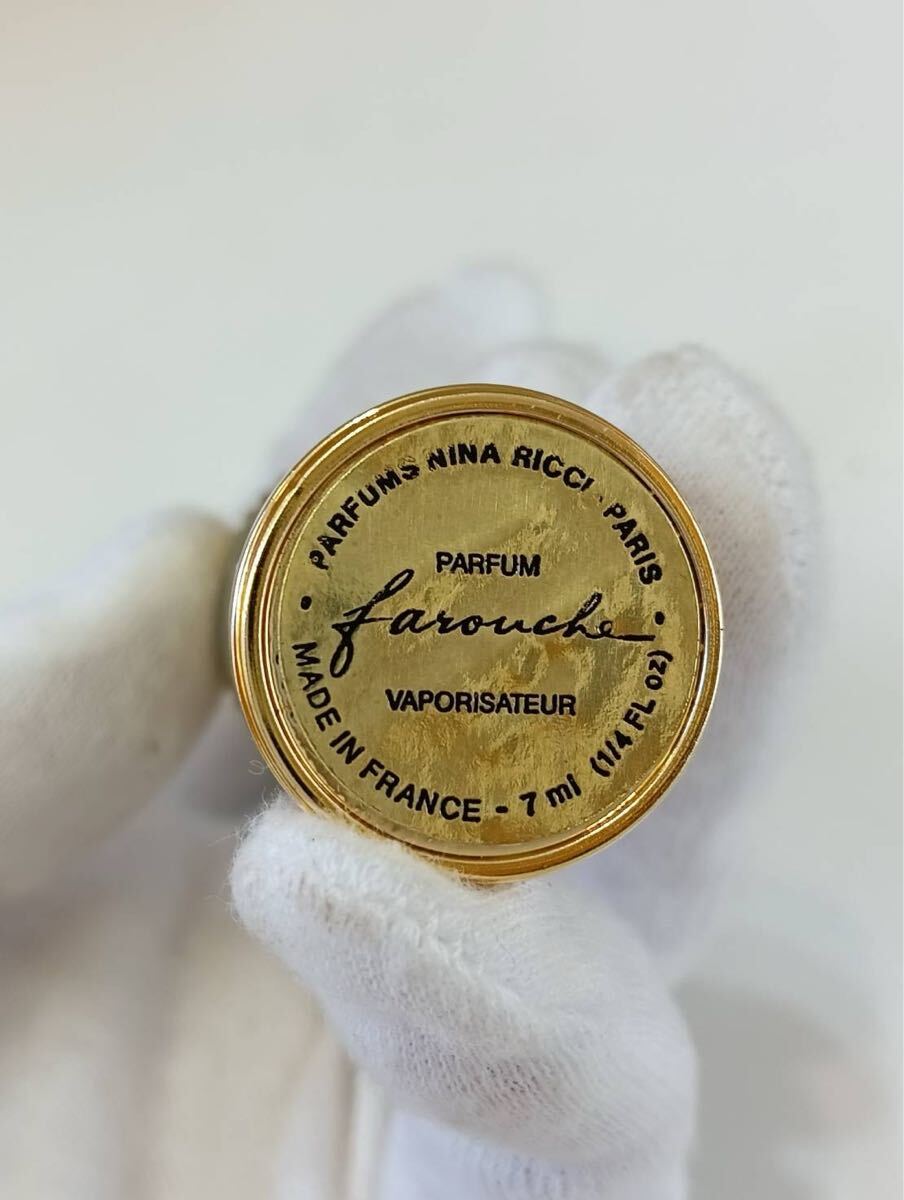 • PARFUMS NINA RICCI • PARIS •
PARFUM
farouche
VAPORISATEUR
MADE IN FRANCE - 7 ml (1/4 FL oz)